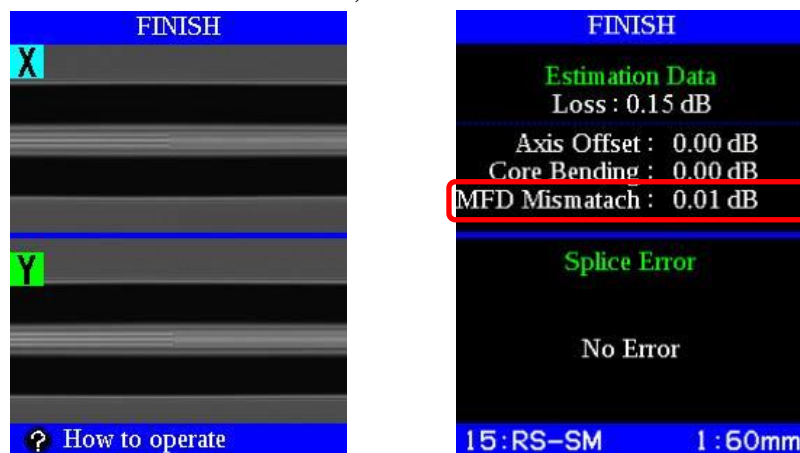 FINISH
X
Y
? How to operate
FINISH
Estimation Data
Loss : 0.15 dB
Axis Offset : 0.00 dB
Core Bending : 0.00 dB
MFD Mismatach : 0.01 dB
Splice Error
No Error
15:RS-SM 1:60mm